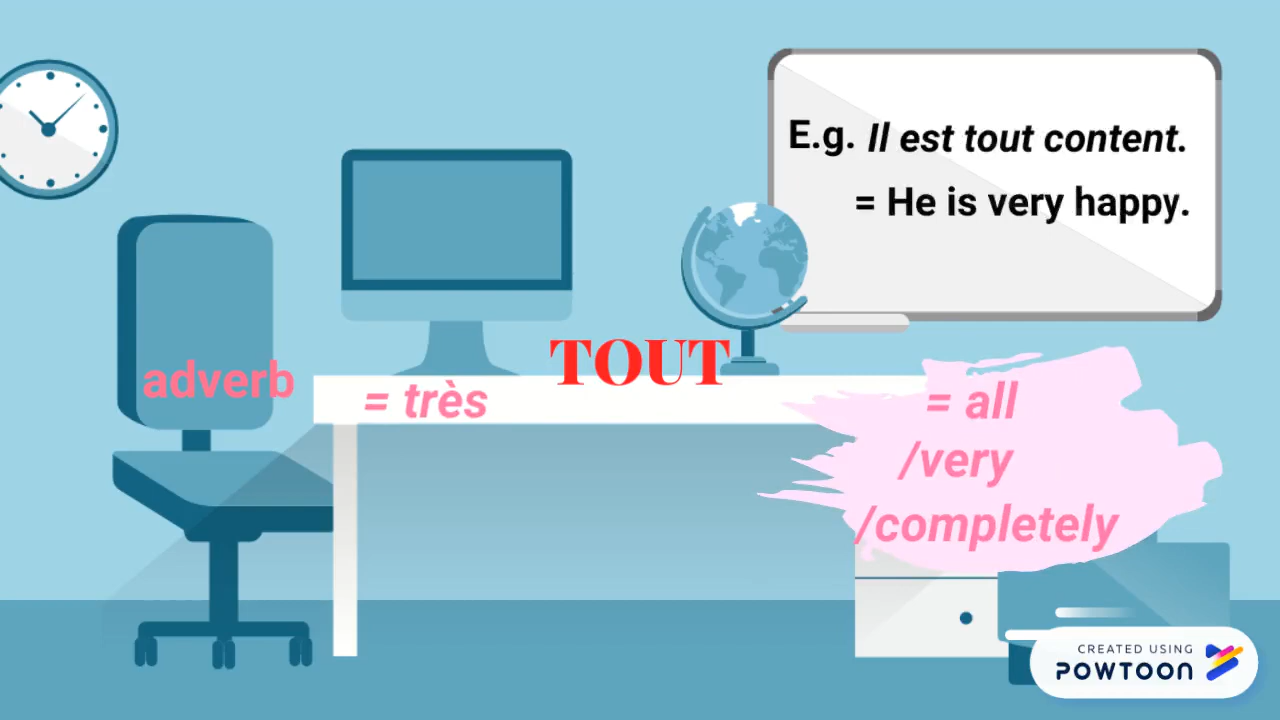 E.g. Il est tout content.
= He is very happy.
TOUT
adverb
= très
= all
/very
/completely
CREATED USING
POWTOON